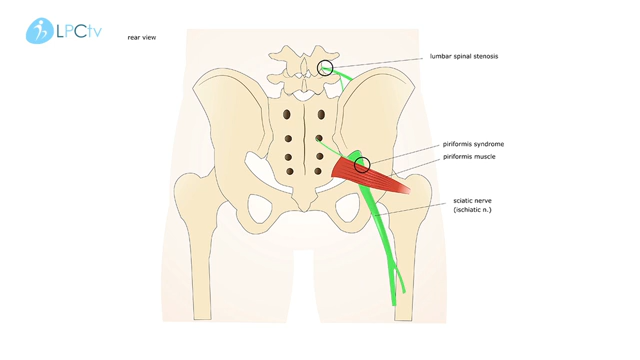 LPCtv
rear view
lumbar spinal stenosis
piriformis syndrome
piriformis muscle
sciatic nerve
(ischiatic n.)